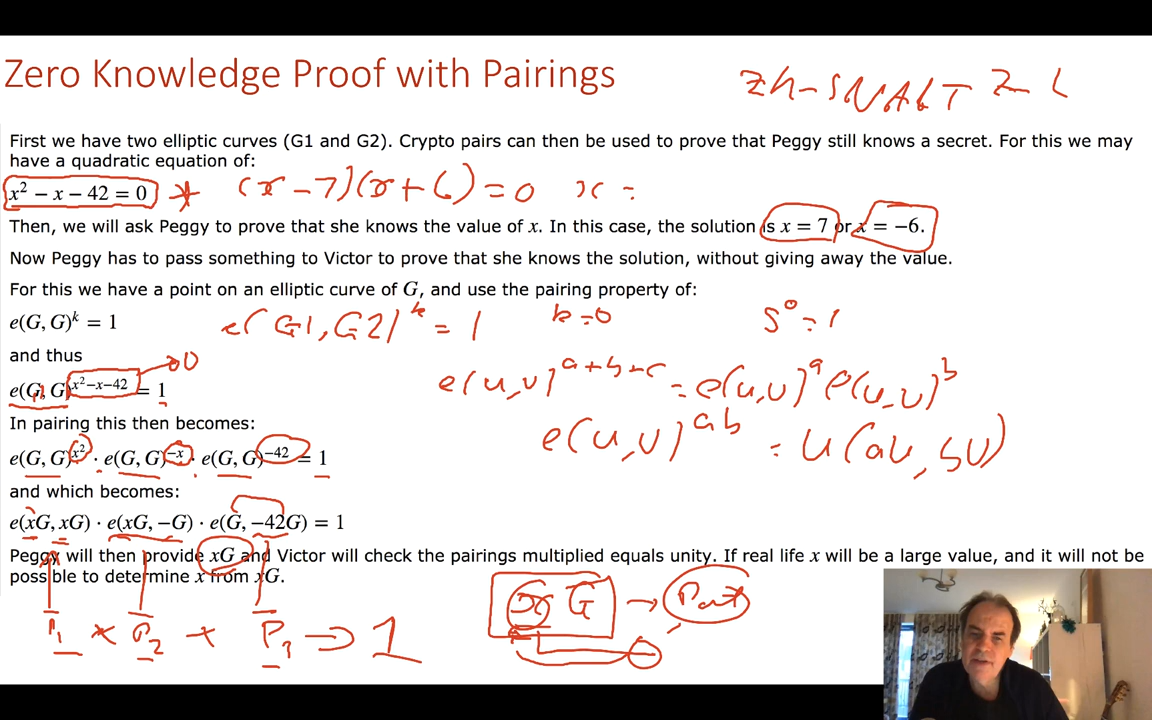 Zero Knowledge Proof with Pairings
First we have two elliptic curves (G1 and G2). Crypto pairs can then be used to prove that Peggy still knows a secret. For this we may
have a quadratic equation of:
x² − x − 42 = 0 * (x − 7)(x + 6) = 0 x =
Then, we will ask Peggy to prove that she knows the value of x. In this case, the solution is x = 7 or x = −6.
Now Peggy has to pass something to Victor to prove that she knows the solution, without giving away the value.
For this we have a point on an elliptic curve of G, and use the pairing property of:
e(G, G)^k = 1 e(G1, G2)^k = 1 k = 0 5^0 = 1
and thus
e(G, G)^{x²−x−42} = 1 → 0
e(u,v)^{a+b+c} = e(u,v)^a e(u,v)^b
In pairing this then becomes:
e(u,v)^{ab} = u(au, bv)
e(G, G)^{x²} · e(G, G)^{−x} · e(G, G)^{−42} = 1
and which becomes:
e(xG, xG) · e(xG, −G) · e(G, −42G) = 1
Peggy will then provide xG and Victor will check the pairings multiplied equals unity. If real life x will be a large value, and it will not be
possible to determine x from xG.
x G →
P1 * P2 * P3 → 1